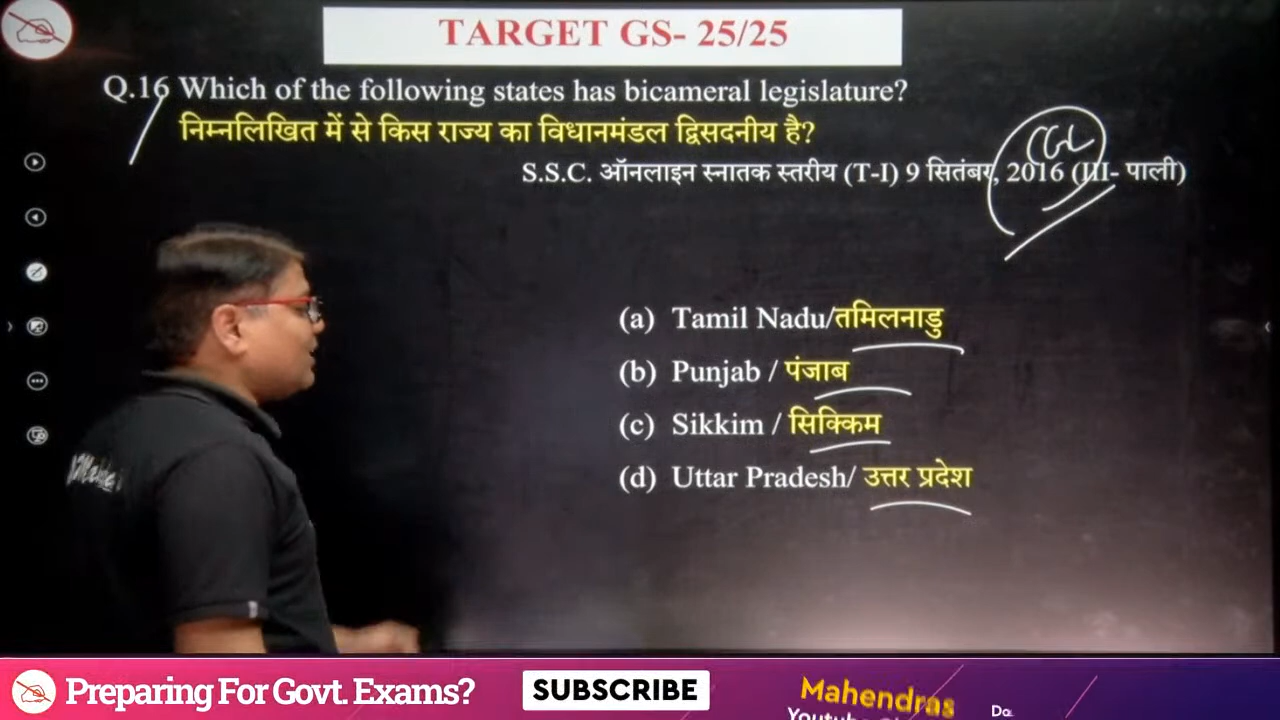 TARGET GS- 25/25
Q.16 Which of the following states has bicameral legislature?
निम्नलिखित में से किस राज्य का विधानमंडल द्विसदनीय है?
CGL
S.S.C. ऑनलाइन स्नातक स्तरीय (T-I) 9 सितंबर, 2016 (III- पाली)
(a) Tamil Nadu/तमिलनाडु
(b) Punjab / पंजाब
(c) Sikkim / सिक्किम
(d) Uttar Pradesh/ उत्तर प्रदेश
Preparing For Govt. Exams?
SUBSCRIBE
Mahendras